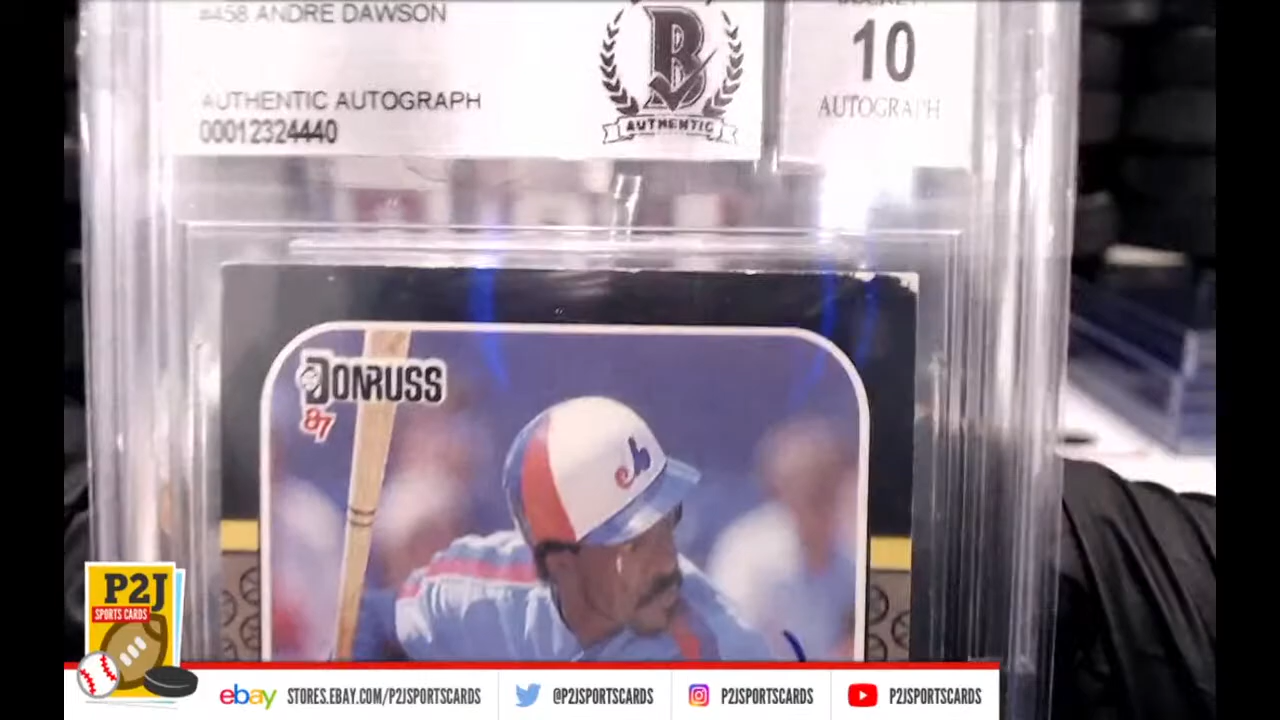 #458 ANDRE DAWSON
AUTHENTIC AUTOGRAPH
00012324440
B
AUTHENTIC
10
AUTOGRAPH
DONRUSS
87
P2J
SPORTS CARDS
ebay STORES.EBAY.COM/P2JSPORTSCARDS
@P2JSPORTSCARDS
P2JSPORTSCARDS
P2JSPORTSCARDS